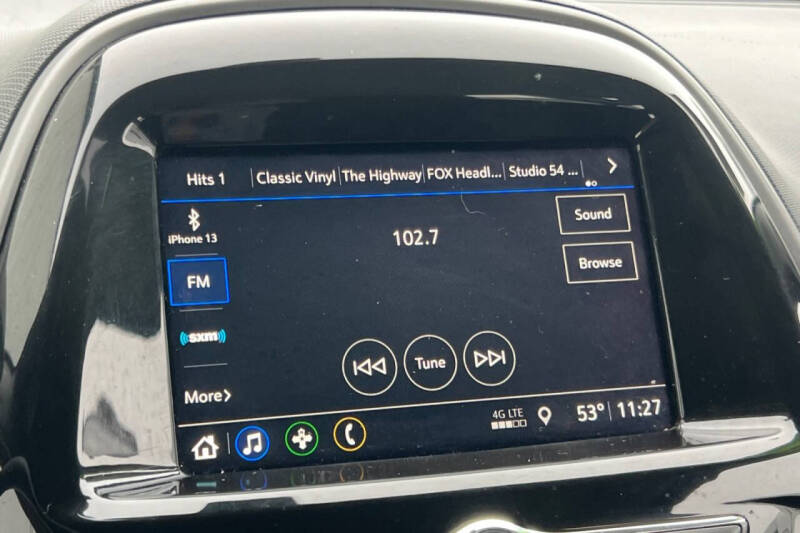 Hits 1 Classic Vinyl The Highway FOX Headl... Studio 54 ...
iPhone 13
102.7
Sound
FM
Browse
sxm
Tune
More
4G LTE
53° 11:27